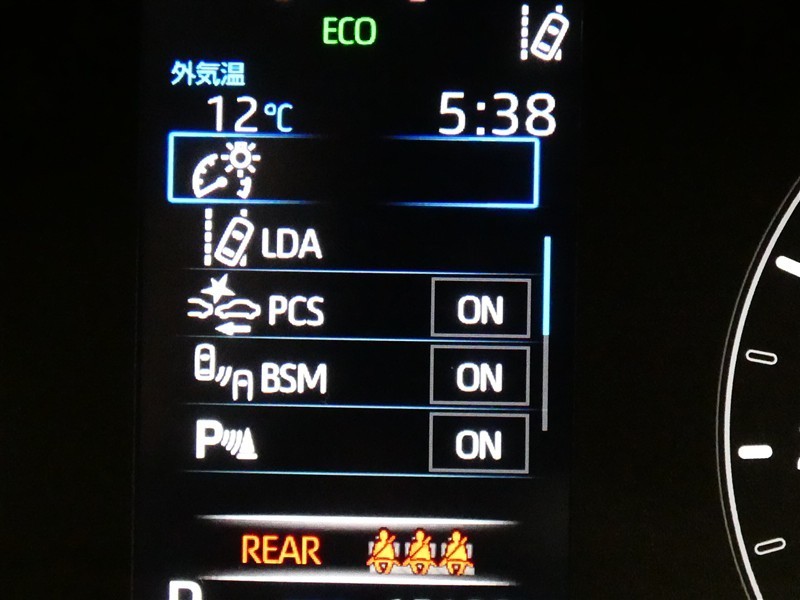 ECO
外気温
12℃ 5:38
LDA
PCS ON
BSM ON
P ON
REAR